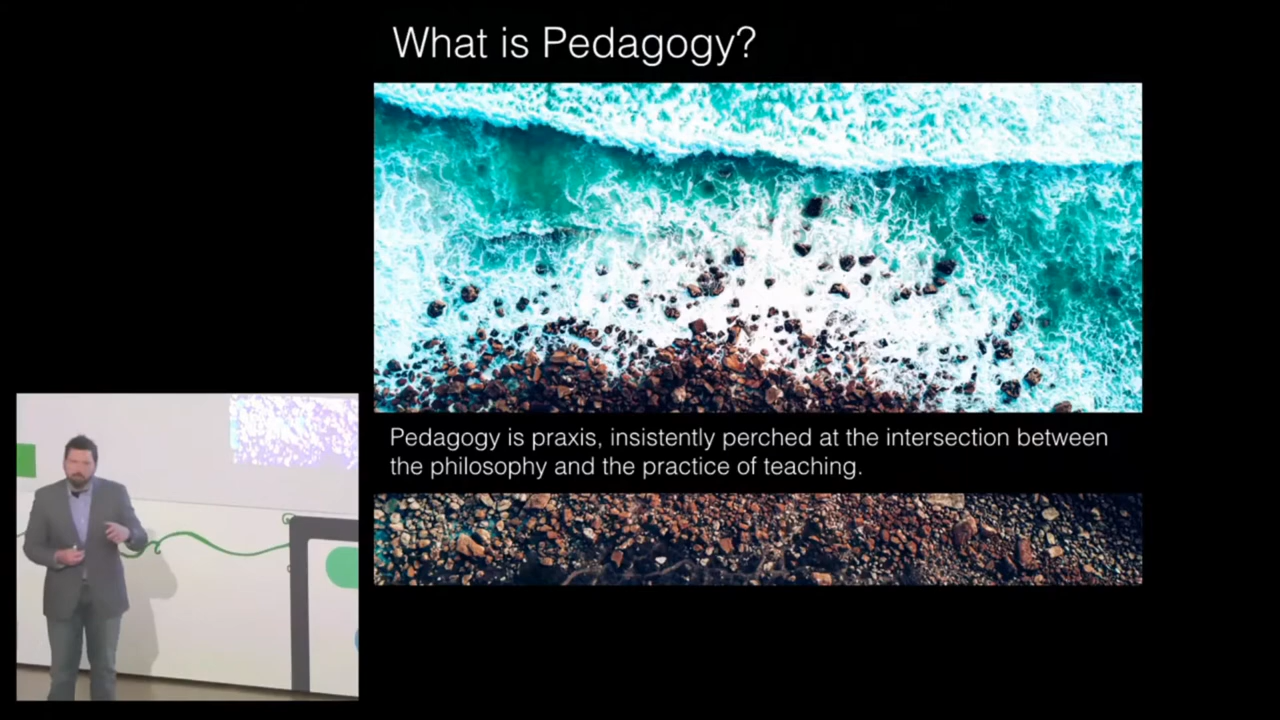 What is Pedagogy?
Pedagogy is praxis, insistently perched at the intersection between
the philosophy and the practice of teaching.